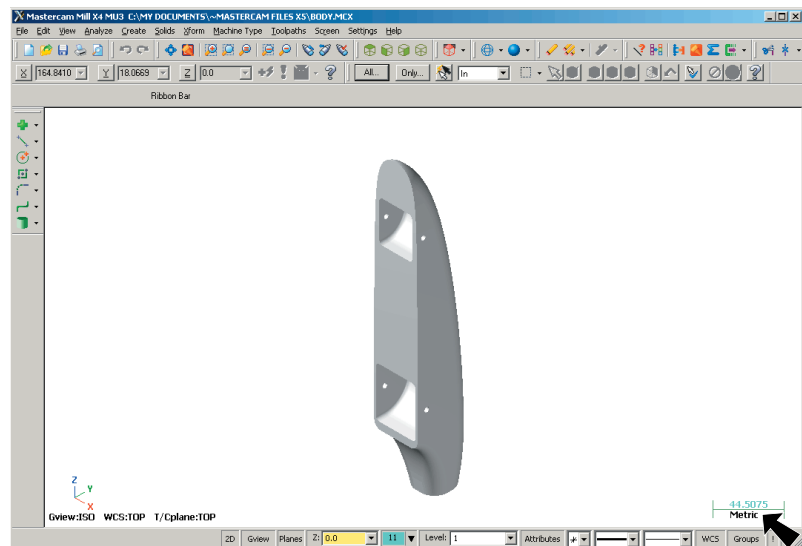 Mastercam Mill X4 MU3 C:\MY DOCUMENTS\~MASTERCAM FILES X5\BODY.MCX
File Edit View Analyze Create Solids Xform Machine Type Toolpaths Screen Settings Help
X 164.8410 Y 18.0669 Z 0.0 All... Only... In
Ribbon Bar
Z
Y
X
44.5075
Metric
Gview:ISO WCS:TOP T/Cplane:TOP
2D Gview Planes Z: 0.0 11 Level: 1 Attributes WCS Groups !